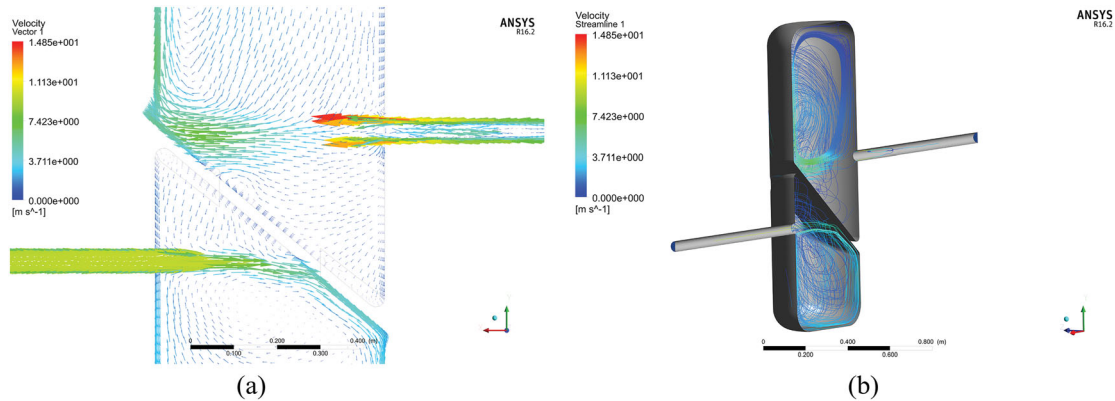 Velocity
Vector 1
1.485e+001
1.113e+001
7.423e+000
3.711e+000
0.000e+000
[m s^-1]
ANSYS
R16.2
0
0.100
0.200
0.300
0.400 (m)
(a)
Velocity
Streamline 1
1.485e+001
1.113e+001
7.423e+000
3.711e+000
0.000e+000
[m s^-1]
ANSYS
R16.2
0
0.200
0.400
0.600
0.800 (m)
(b)